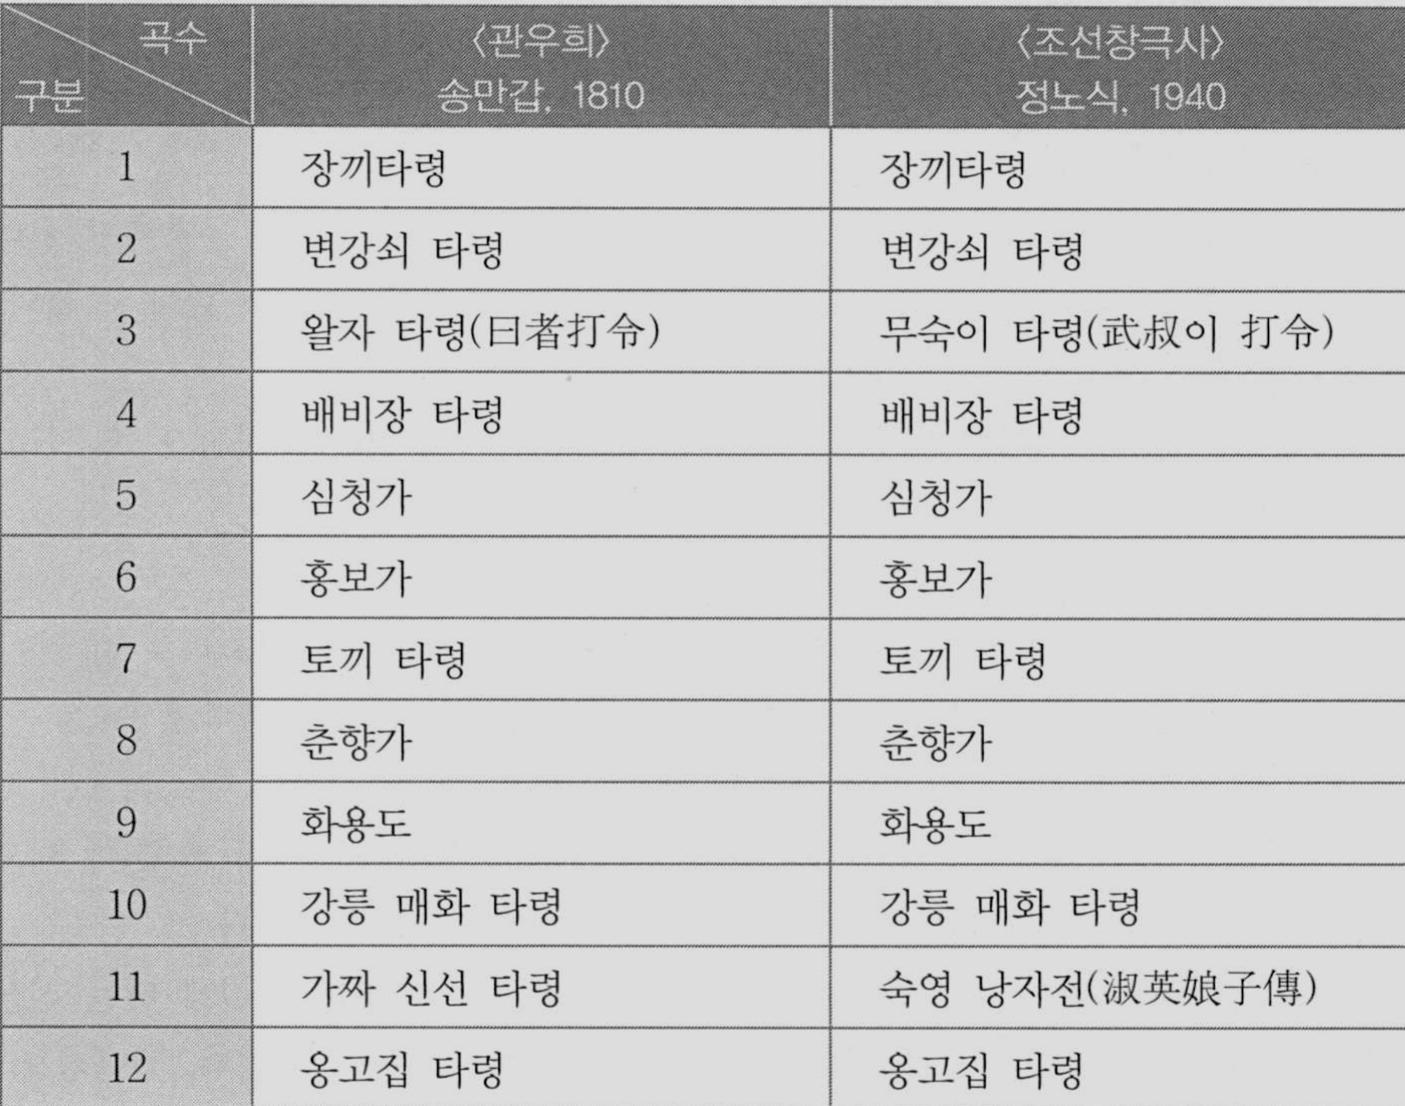 곡수
구분
〈관우희〉
송만갑, 1810
〈조선창극사〉
정노식, 1940
1 장끼타령 장끼타령
2 변강쇠 타령 변강쇠 타령
3 왈자 타령(曰者打令) 무숙이 타령(武叔이 打令)
4 배비장 타령 배비장 타령
5 심청가 심청가
6 홍보가 홍보가
7 토끼 타령 토끼 타령
8 춘향가 춘향가
9 화용도 화용도
10 강릉 매화 타령 강릉 매화 타령
11 가짜 신선 타령 숙영 낭자전(淑英娘子傳)
12 옹고집 타령 옹고집 타령